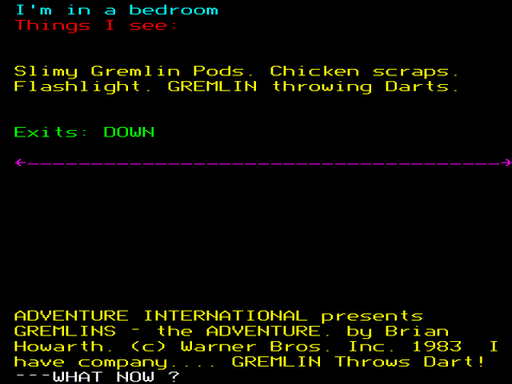 I'm in a bedroom
Things I see:
Slimy Gremlin Pods. Chicken scraps.
Flashlight. GREMLIN throwing Darts.
Exits: DOWN
ADVENTURE INTERNATIONAL presents
GREMLINS - the ADVENTURE. by Brian
Howarth. (c) Warner Bros. Inc. 1983  I
have company.... GREMLIN Throws Dart!
---WHAT NOW ?